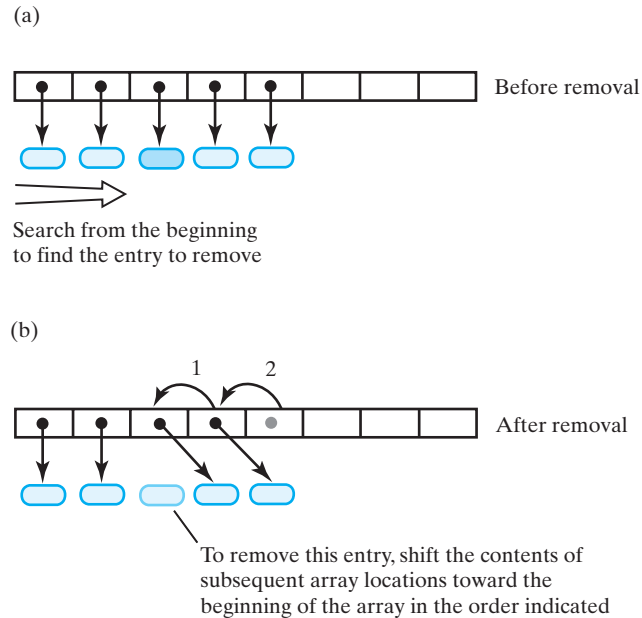 (a)
Before removal
Search from the beginning
to find the entry to remove
(b)
1 2
After removal
To remove this entry, shift the contents of
subsequent array locations toward the
beginning of the array in the order indicated